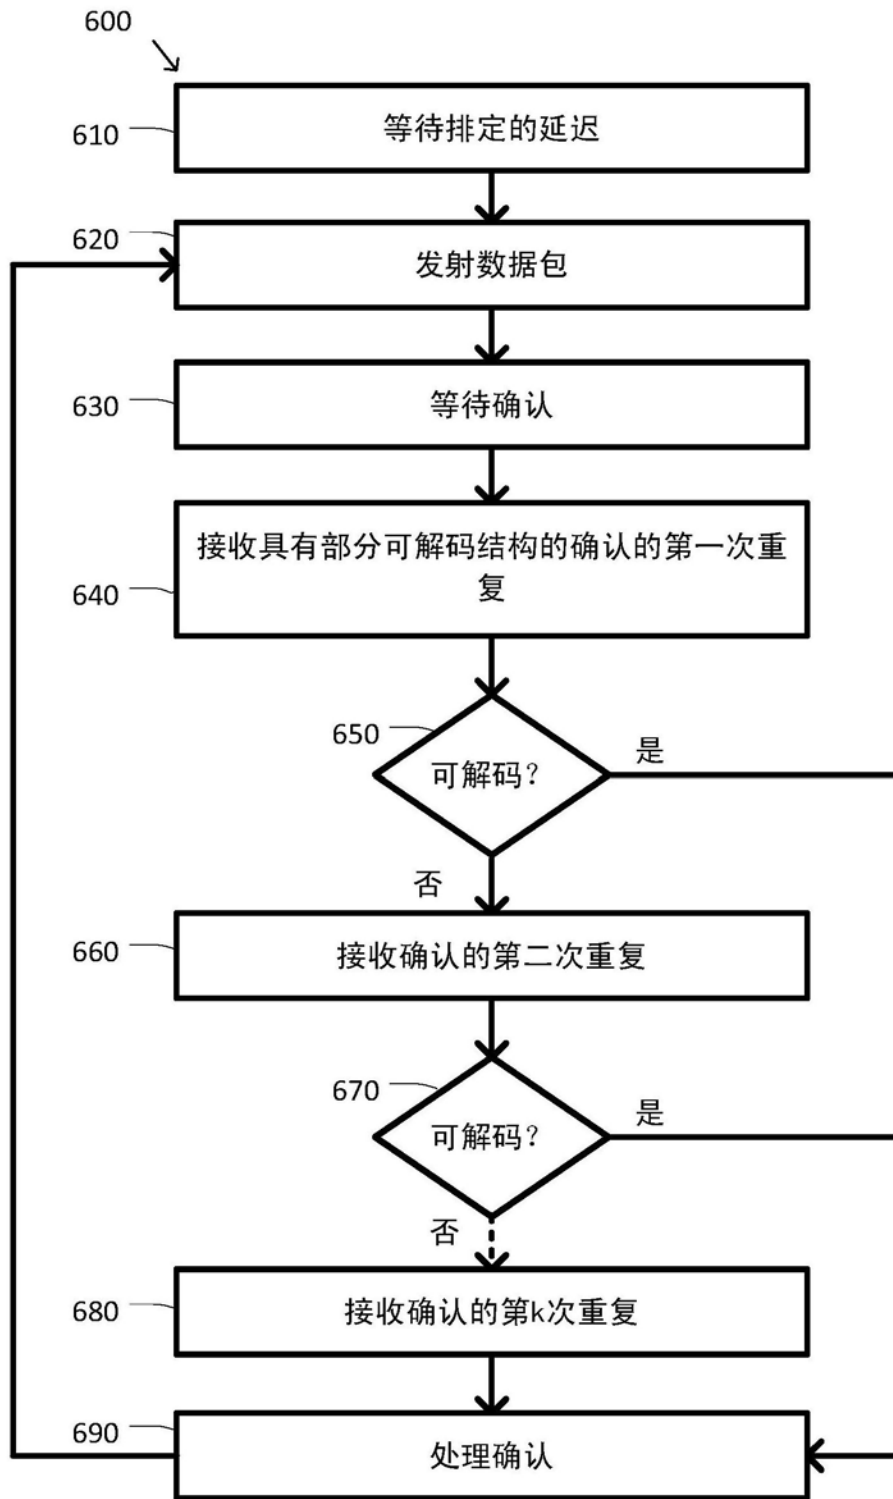 600
610
等待排定的延迟
620
发射数据包
630
等待确认
接收具有部分可解码结构的确认的第一次重
复
640
650
可解码?
是
否
660
接收确认的第二次重复
670
可解码?
是
否
680
接收确认的第k次重复
690
处理确认